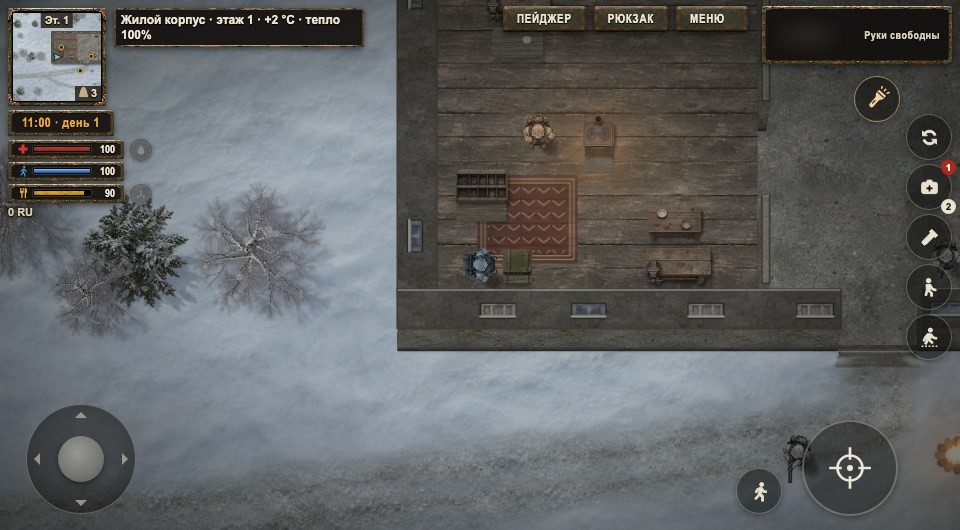 Эт. 1
3
Жилой корпус · этаж 1 · +2 °C · тепло
100%
ПЕЙДЖЕР
РЮКЗАК
МЕНЮ
Руки свободны
11:00 · день 1
100
100
90
0 RU
1
2